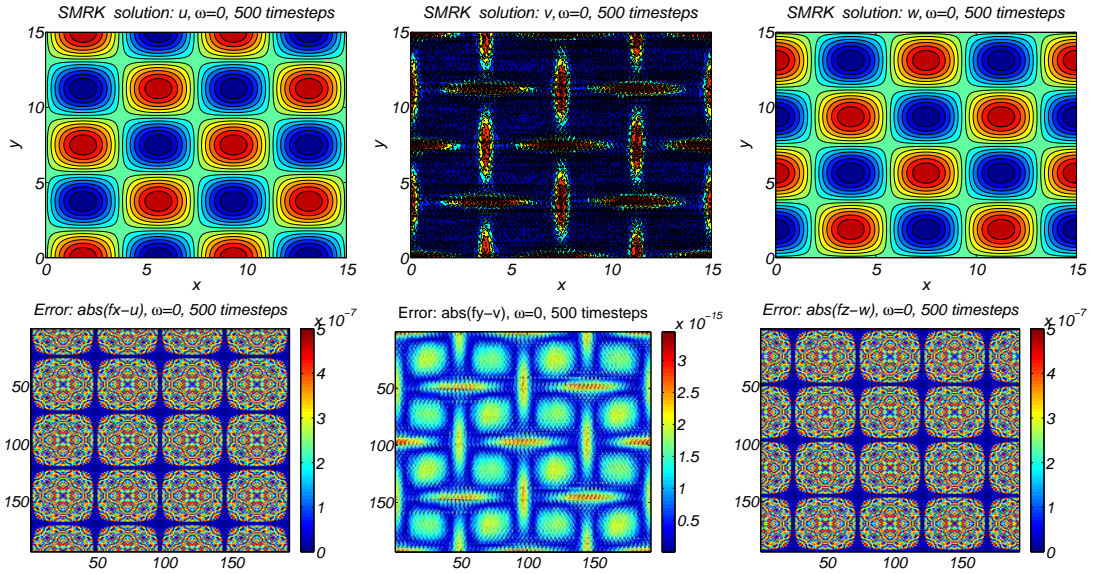 SMRK solution: u, ω=0, 500 timesteps
SMRK solution: v, ω=0, 500 timesteps
SMRK solution: w, ω=0, 500 timesteps
15
10
5
0
y
0 5 10 15
x
15
10
5
0
y
0 5 10 15
x
15
10
5
0
y
0 5 10 15
x
Error: abs(fx−u), ω=0, 500 timesteps
Error: abs(fy−v), ω=0, 500 timesteps
Error: abs(fz−w), ω=0, 500 timesteps
50
100
150
50 100 150
x 10⁻⁷
5
4
3
2
1
0
50
100
150
50 100 150
x 10⁻¹⁵
3
2.5
2
1.5
1
0.5
50
100
150
50 100 150
x 10⁻⁷
5
4
3
2
1
0